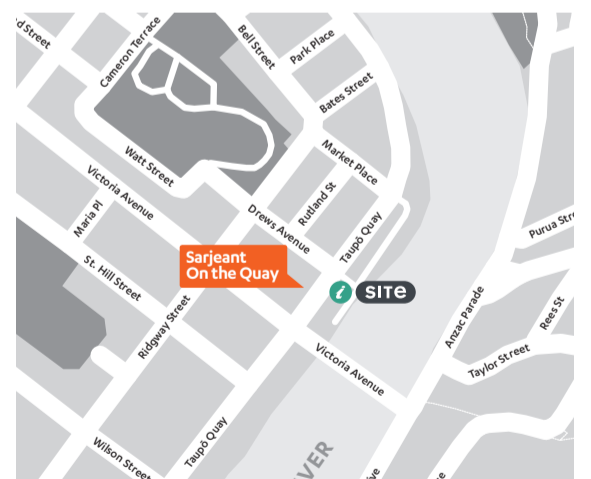 d Street
Cameron Terrace
Bell Street
Park Place
Bates Street
Market Place
Watt Street
Victoria Avenue
Maria Pl
Rutland St
Drews Avenue
Taupō Quay
Purua Stre
Sarjeant
On the Quay
St. Hill Street
i SITe
Ridgway Street
Anzac Parade
Rees St
Victoria Avenue
Taylor Street
Taupō Quay
Wilson Street
VER
ive
e